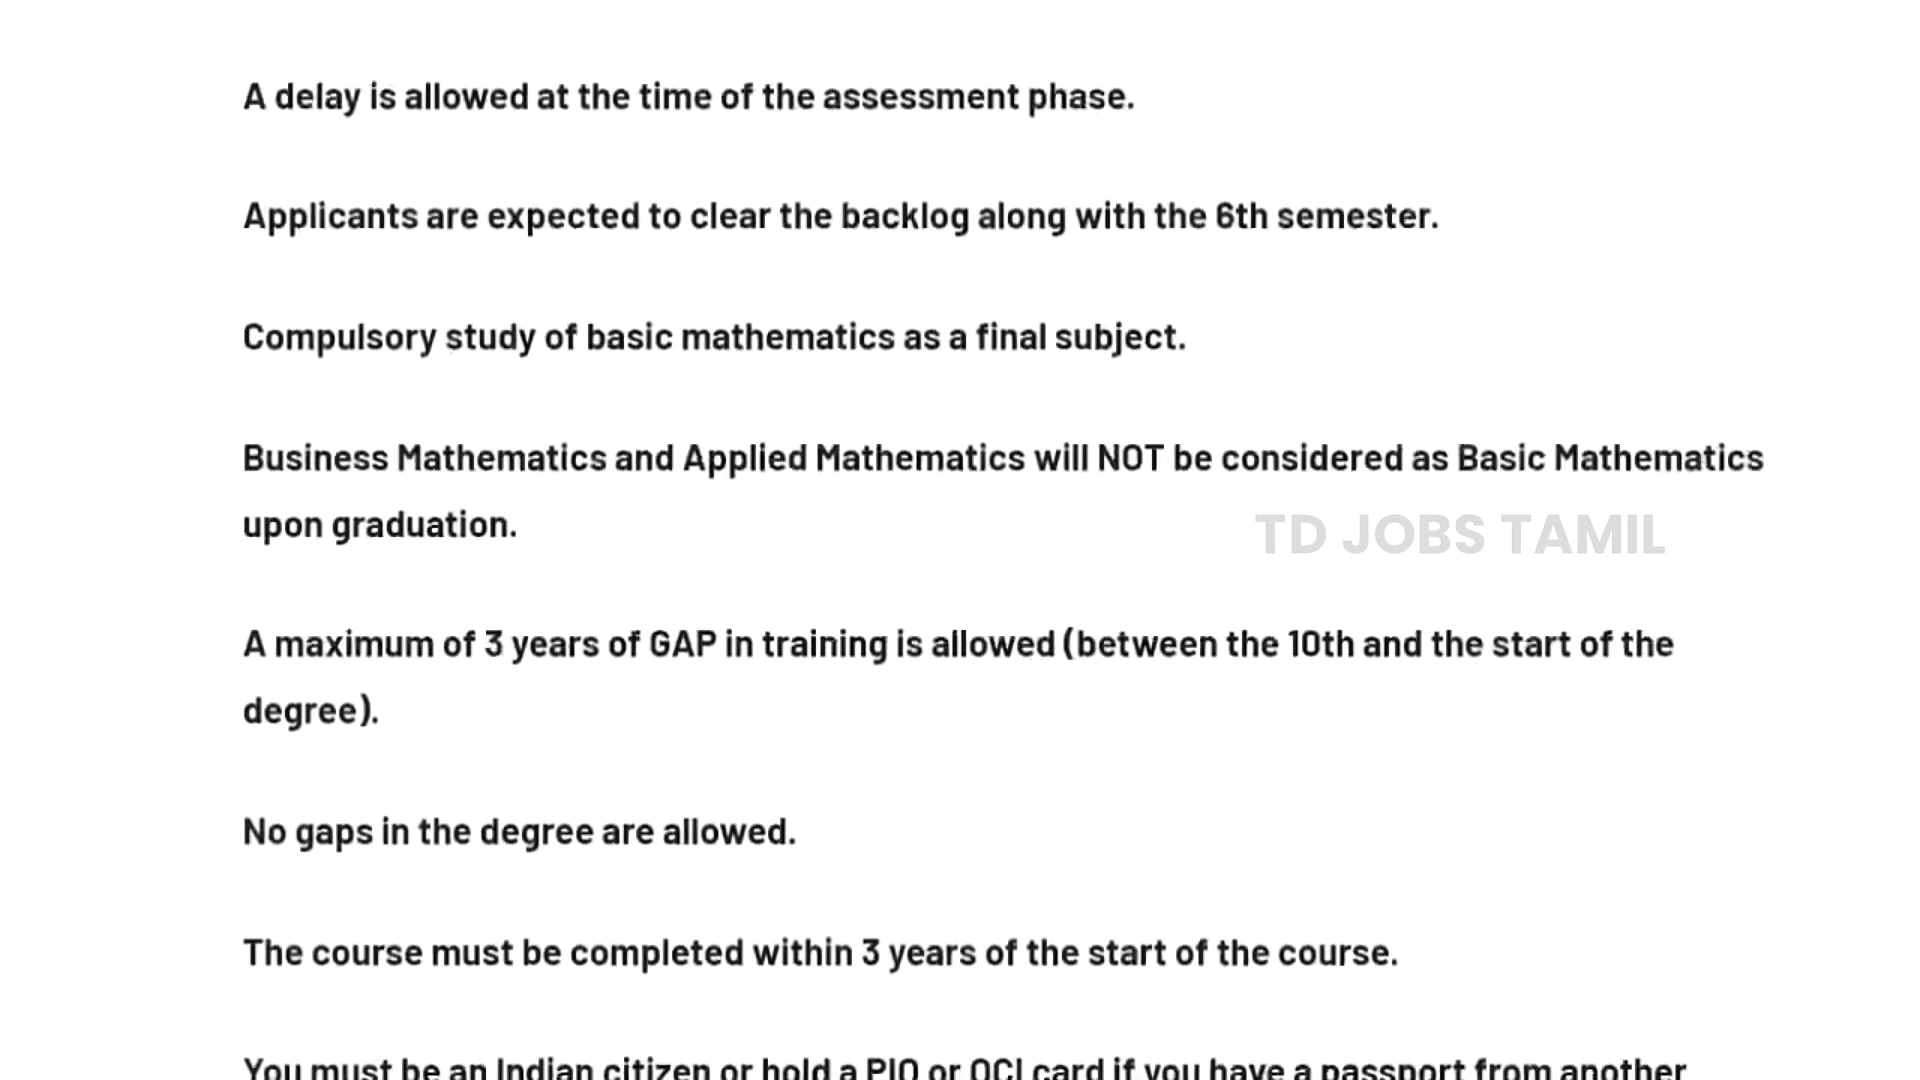 A delay is allowed at the time of the assessment phase.
Applicants are expected to clear the backlog along with the 6th semester.
Compulsory study of basic mathematics as a final subject.
Business Mathematics and Applied Mathematics will NOT be considered as Basic Mathematics
upon graduation.
TD JOBS TAMIL
A maximum of 3 years of GAP in training is allowed (between the 10th and the start of the
degree).
No gaps in the degree are allowed.
The course must be completed within 3 years of the start of the course.
You must be an Indian citizen or hold a PIO or OCI card if you have a passport from another